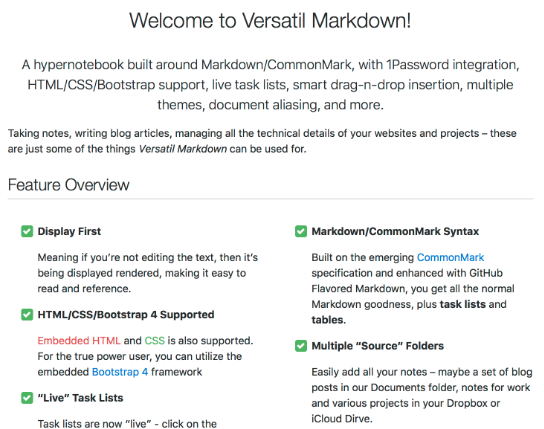 Welcome to Versatil Markdown!
A hypernotebook built around Markdown/CommonMark, with 1Password integration,
HTML/CSS/Bootstrap support, live task lists, smart drag-n-drop insertion, multiple
themes, document aliasing, and more.
Taking notes, writing blog articles, managing all the technical details of your websites and projects – these
are just some of the things Versatil Markdown can be used for.
Feature Overview
Display First
Meaning if you’re not editing the text, then it’s
being displayed rendered, making it easy to
read and reference.
HTML/CSS/Bootstrap 4 Supported
Embedded HTML and CSS is also supported.
For the true power user, you can utilize the
embedded Bootstrap 4 framework
“Live” Task Lists
Task lists are now “live” - click on the
Markdown/CommonMark Syntax
Built on the emerging CommonMark
specification and enhanced with GitHub
Flavored Markdown, you get all the normal
Markdown goodness, plus task lists and
tables.
Multiple “Source” Folders
Easily add all your notes – maybe a set of blog
posts in our Documents folder, notes for work
and various projects in your Dropbox or
iCloud Dirve.